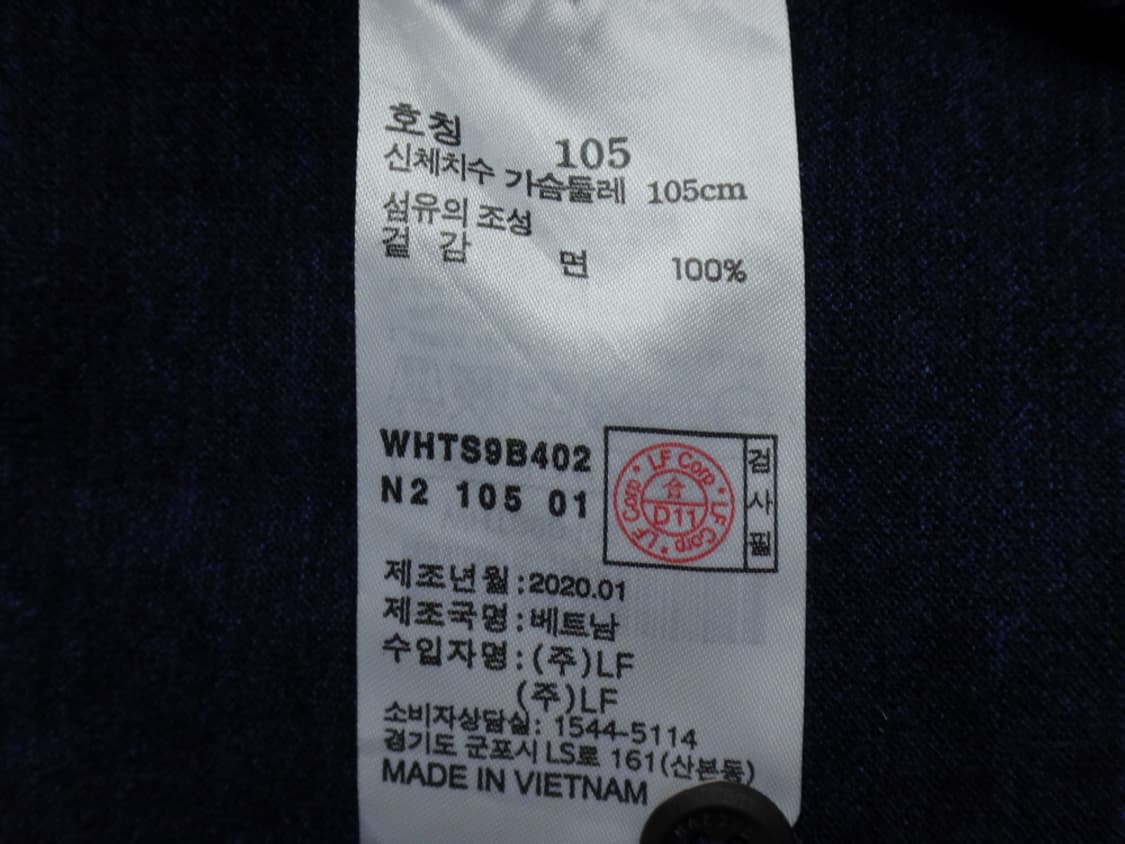 호칭 105
신체치수 가슴둘레 105cm
섬유의 조성
겉 감 면 100%
WHTS9B402
N2 105 01
LF Corp * LF Corp * LF Corp *
合
D11
검사필
제조년월:2020.01
제조국명:베트남
수입자명:(주)LF
(주)LF
소비자상담실: 1544-5114
경기도 군포시 LS로 161(산본동)
MADE IN VIETNAM